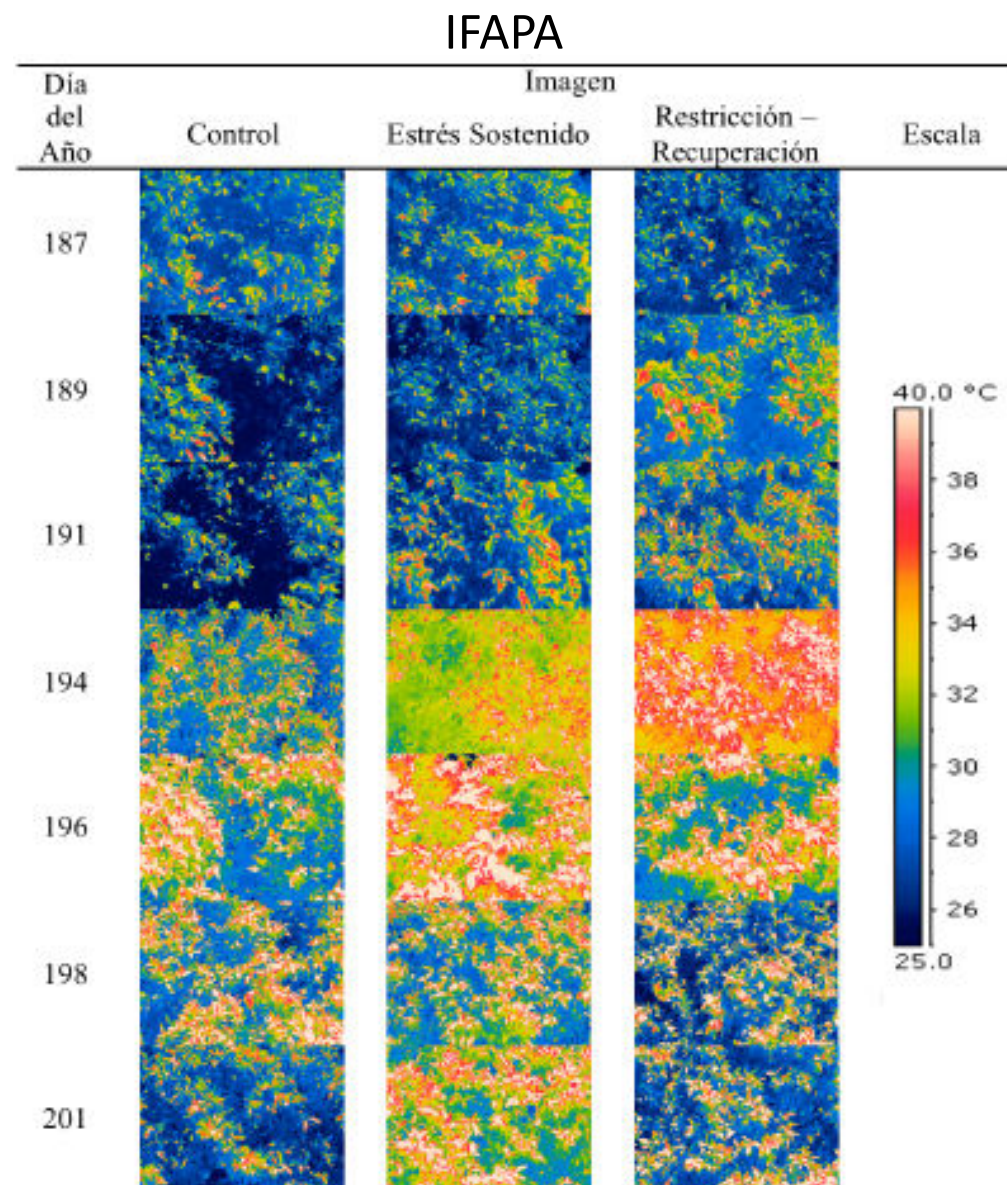 IFAPA
Día
del
Año
Imagen
Control
Estrés Sostenido
Restricción –
Recuperación
Escala
187
189
191
194
196
198
201
40.0 °C
38
36
34
32
30
28
26
25.0